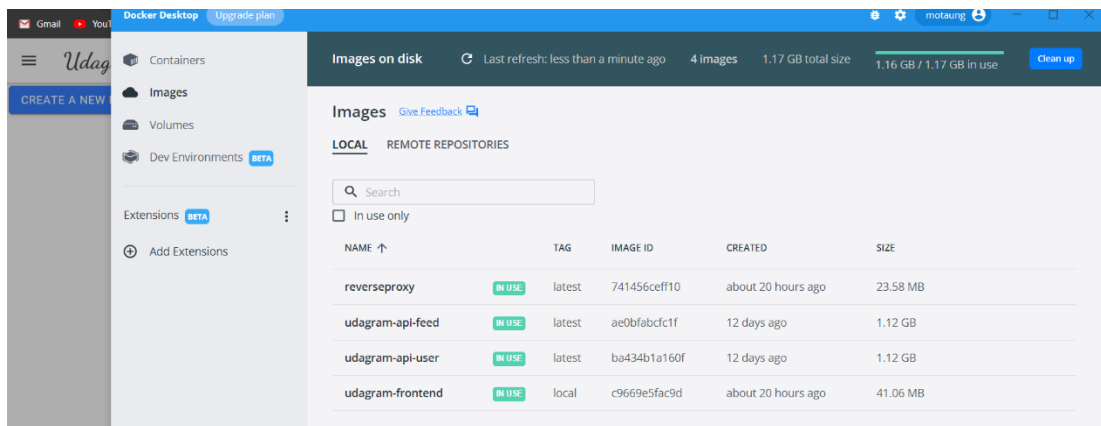 Gmail YouT
Docker Desktop Upgrade plan motaung
Udag
CREATE A NEW
Containers
Images
Volumes
Dev Environments BETA
Extensions BETA
Add Extensions
Images on disk Last refresh: less than a minute ago 4 images 1.17 GB total size 1.16 GB / 1.17 GB in use Clean up
Images Give Feedback
LOCAL REMOTE REPOSITORIES
Search
In use only
NAME TAG IMAGE ID CREATED SIZE
reverseproxy IN USE latest 741456ceff10 about 20 hours ago 23.58 MB
udagram-api-feed IN USE latest ae0bfabcfc1f 12 days ago 1.12 GB
udagram-api-user IN USE latest ba434b1a160f 12 days ago 1.12 GB
udagram-frontend IN USE local c9669e5fac9d about 20 hours ago 41.06 MB